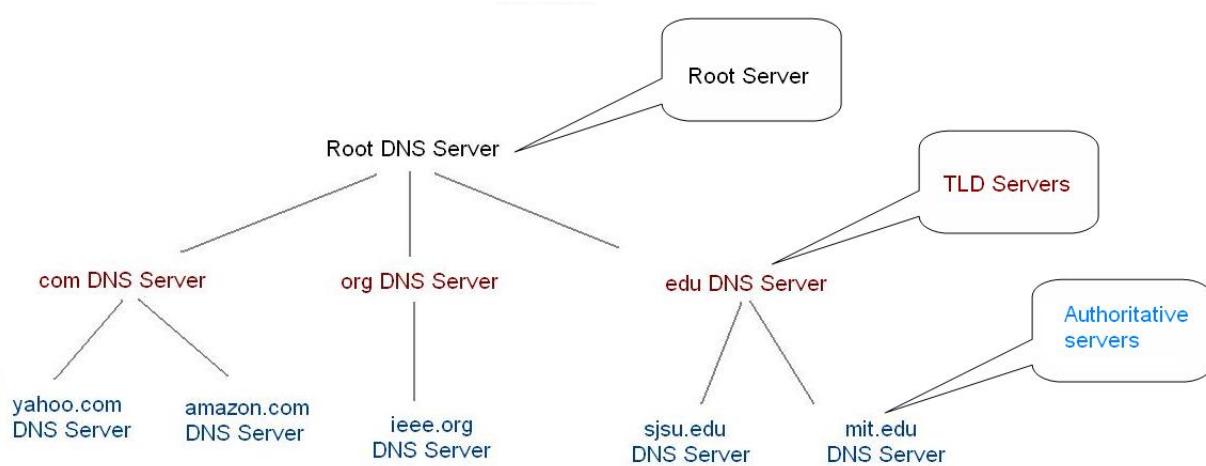 Root Server
Root DNS Server
TLD Servers
com DNS Server
org DNS Server
edu DNS Server
Authoritative
servers
yahoo.com
DNS Server
amazon.com
DNS Server
ieee.org
DNS Server
sjsu.edu
DNS Server
mit.edu
DNS Server